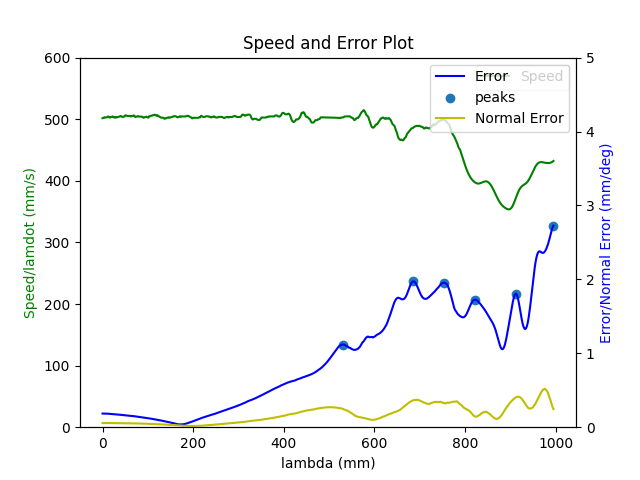 Speed and Error Plot
600
500
400
300
200
100
0
Speed/lamdot (mm/s)
5
4
3
2
1
0
Error/Normal Error (mm/deg)
Speed
Error
peaks
Normal Error
0
200
400
600
800
1000
lambda (mm)